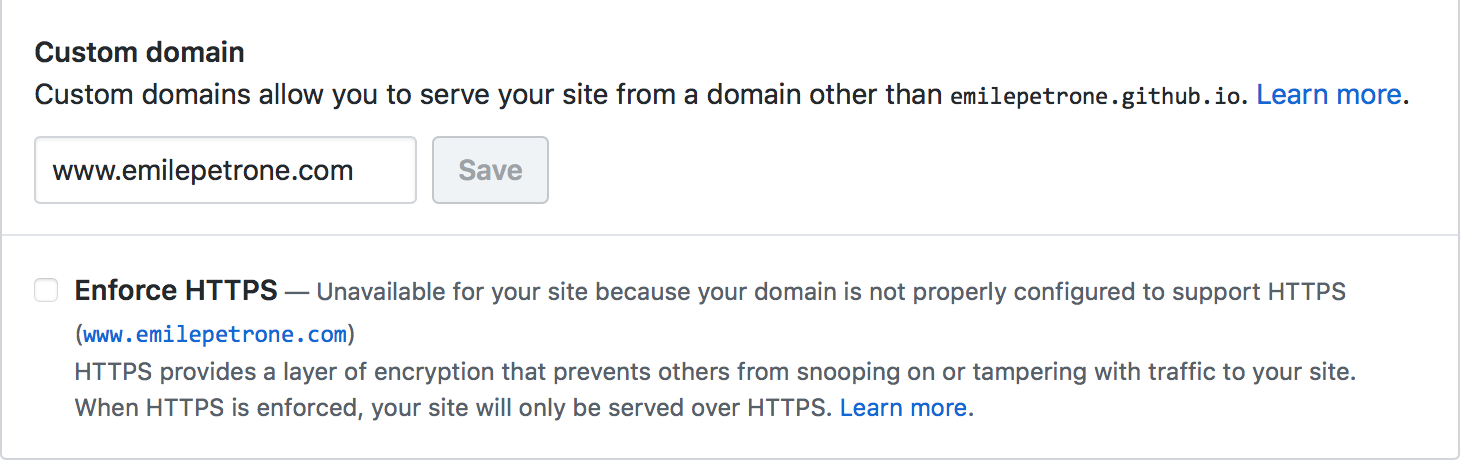 Custom domain
Custom domains allow you to serve your site from a domain other than emilepetrone.github.io. Learn more.
www.emilepetrone.com Save
Enforce HTTPS — Unavailable for your site because your domain is not properly configured to support HTTPS
(www.emilepetrone.com)
HTTPS provides a layer of encryption that prevents others from snooping on or tampering with traffic to your site.
When HTTPS is enforced, your site will only be served over HTTPS. Learn more.